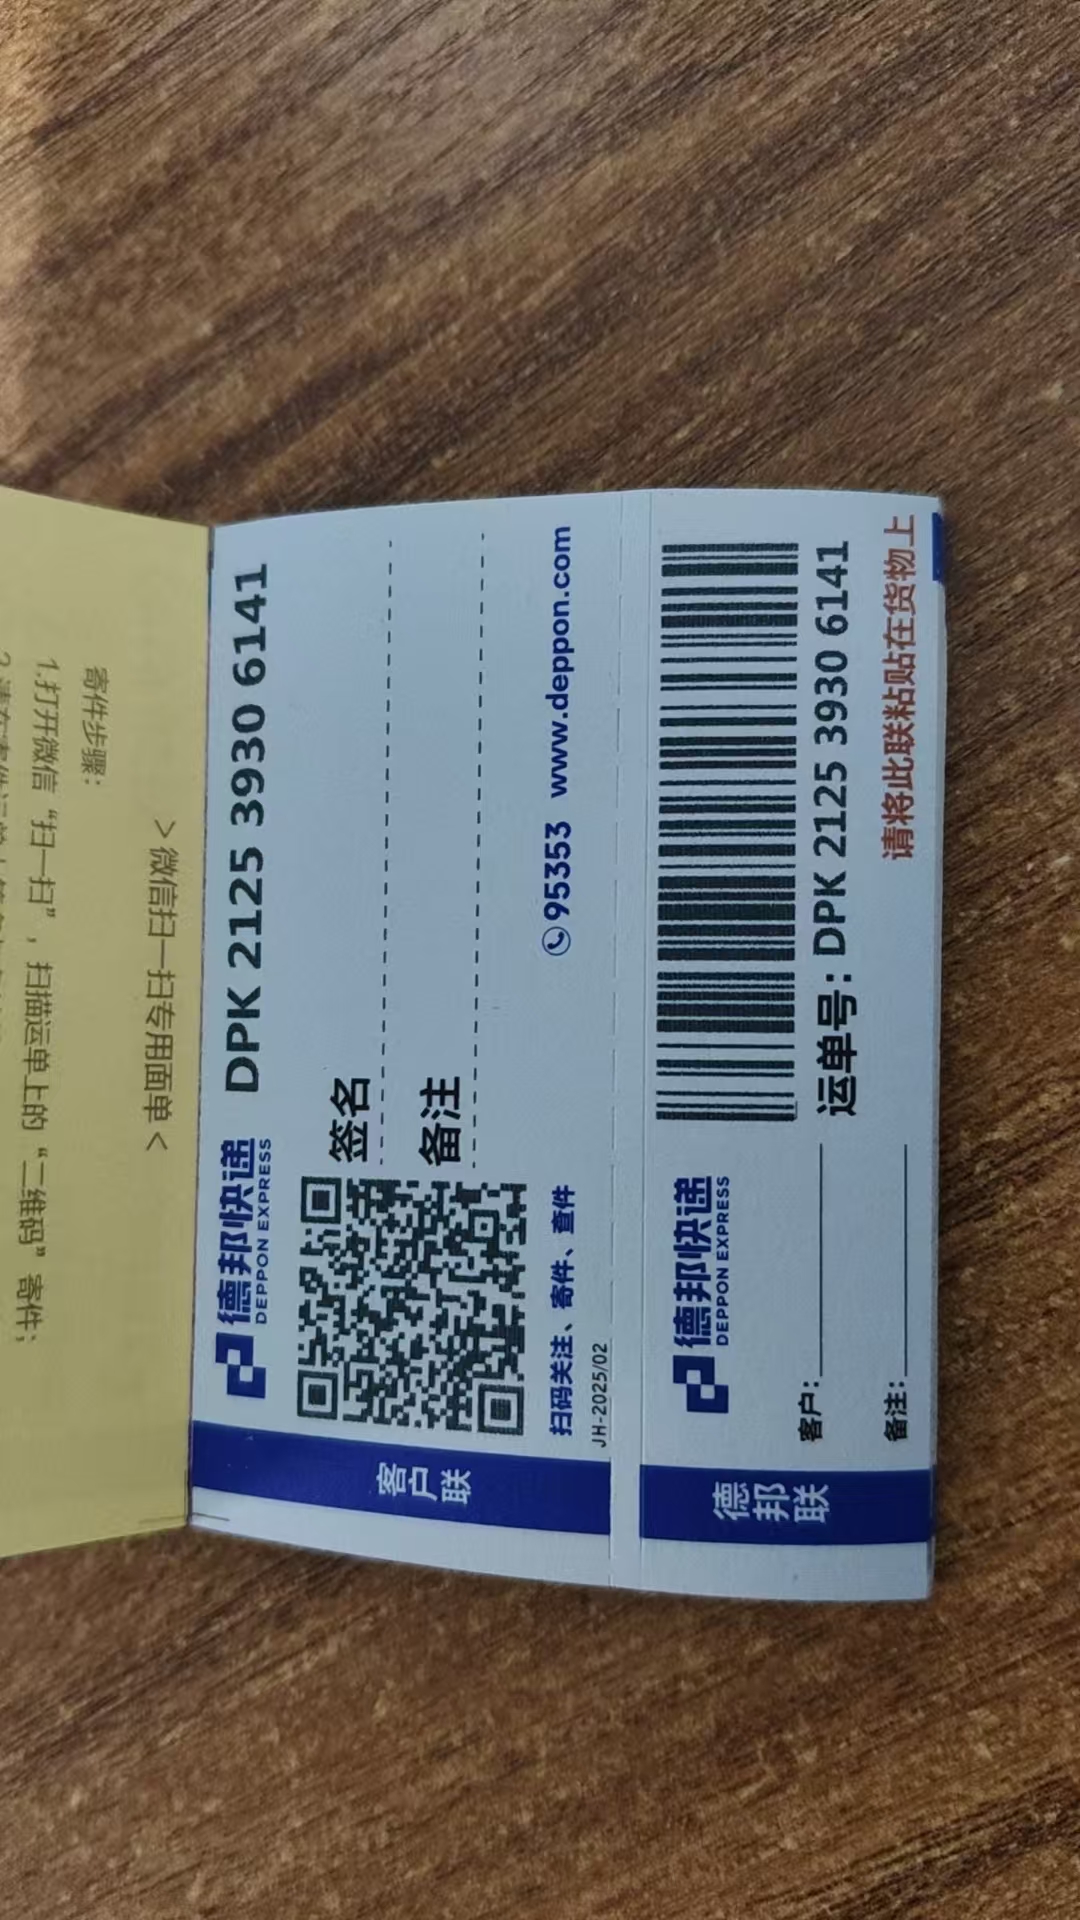 >微信扫一扫专用面单<
寄件步骤：
1.打开微信“扫一扫”，扫描运单上的“二维码”寄件；
德邦快递
DEPPON EXPRESS
DPK 2125 3930 6141
签名
备注
扫码关注、寄件、查件
95353 www.deppon.com
JH-2025/02
客户联
德邦快递
DEPPON EXPRESS
运单号：DPK 2125 3930 6141
客户：
备注：
请将此联粘贴在货物上
德邦联